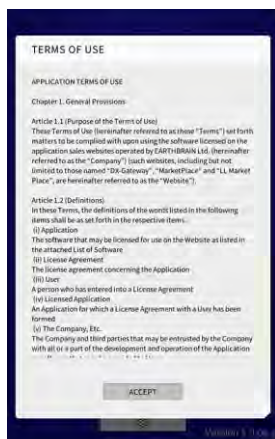 TERMS OF USE
APPLICATION TERMS OF USE
Chapter 1. General Provisions
Article 1.1 (Purpose of the Terms of Use)
These Terms of Use (hereinafter referred to as these "Terms") set forth
matters to be complied with upon using the software licensed on the
application sales websites operated by EARTHBRAIN Ltd. (hereinafter
referred to as the "Company") (such websites, including but not
limited to those named "DX-Gateway", "MarketPlace" and "LL Market
Place", are hereinafter referred to as the "Website").
Article 1.2 (Definitions)
In these Terms, the definitions of the words listed in the following
items shall be as set forth in the respective items.
(i) Application
The software that may be licensed for use on the Website as listed in
the attached List of Software
(ii) License Agreement
The license agreement concerning the Application
(iii) User
A person who has entered into a License Agreement
(iv) Licensed Application
An Application for which a License Agreement with a User has been
formed
(v) The Company, Etc.
The Company and third parties that may be entrusted by the Company
with all or a part of the development and operation of the Application
ACCEPT